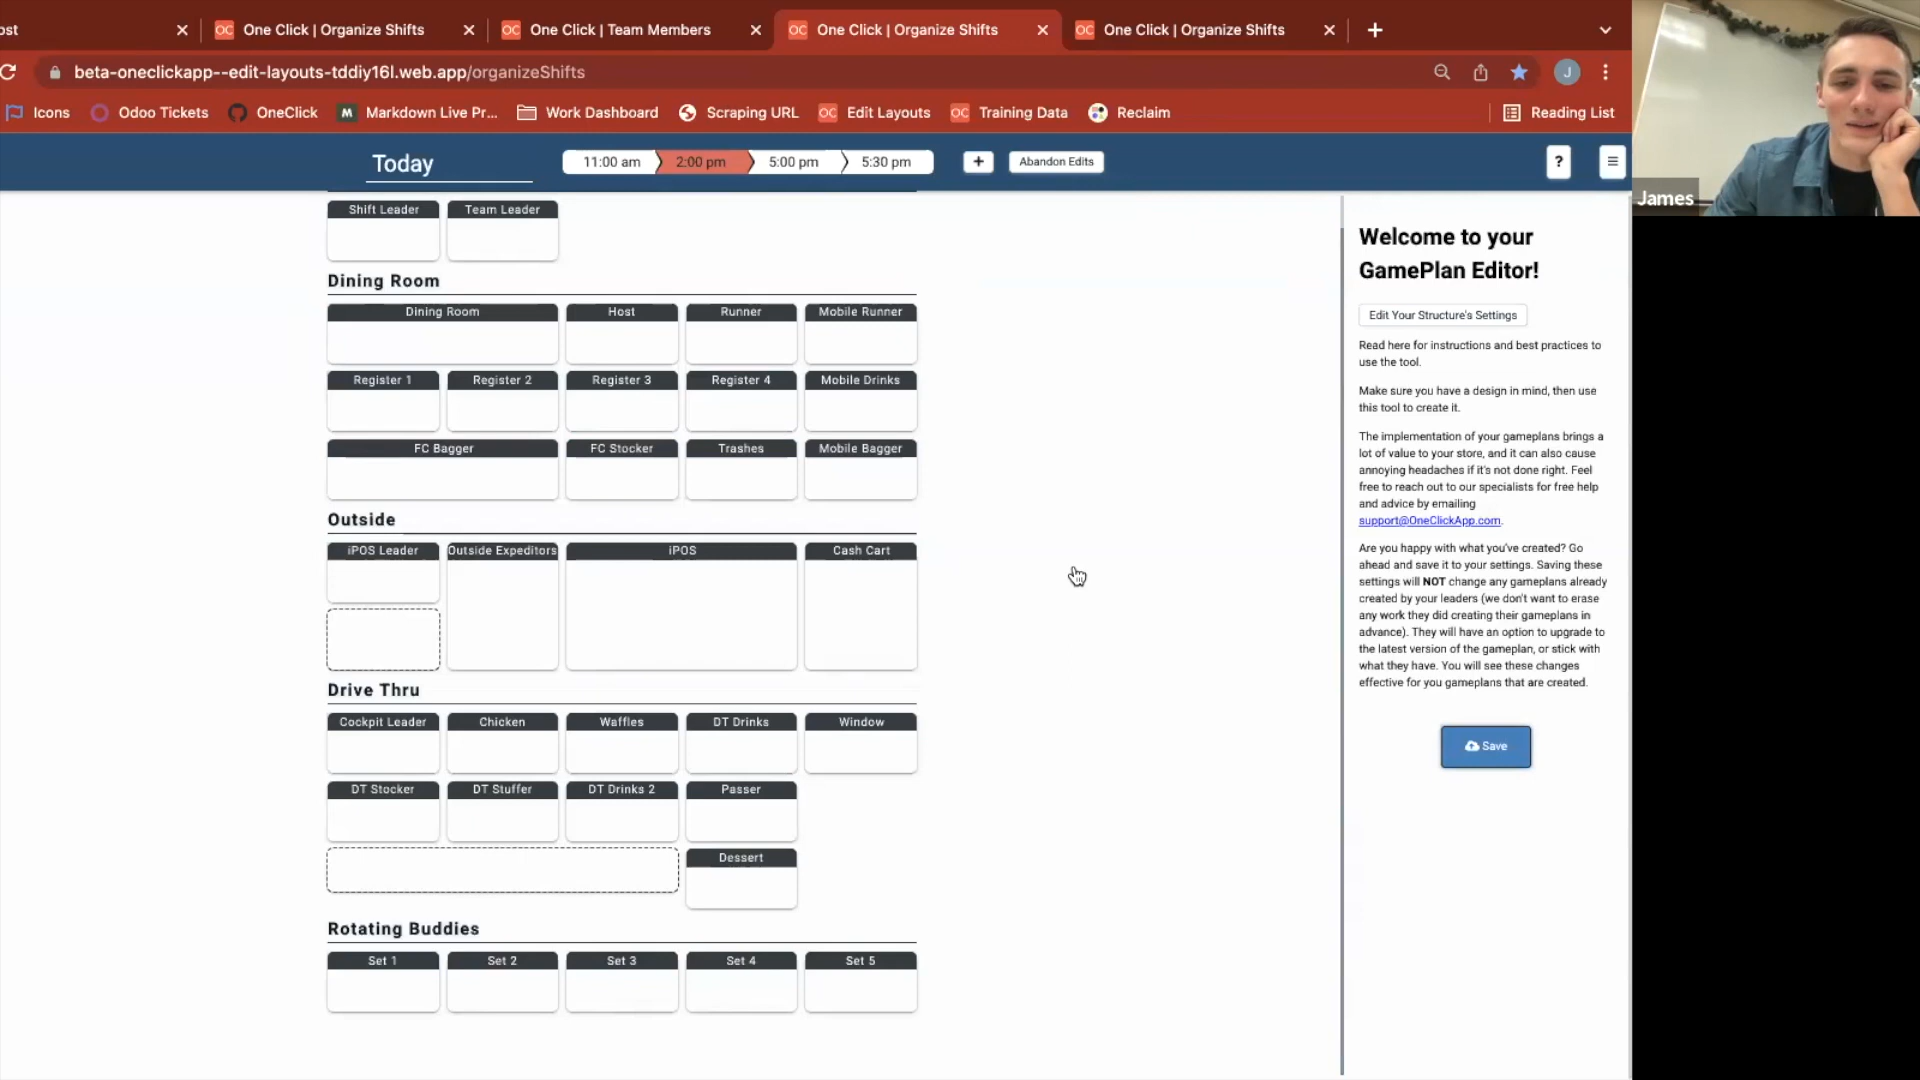 ost
One Click | Organize Shifts
One Click | Team Members
One Click | Organize Shifts
One Click | Organize Shifts
beta-oneclickapp--edit-layouts-tddiy16l.web.app/organizeShifts
J
Icons
Odoo Tickets
OneClick
M Markdown Live Pr...
Work Dashboard
Scraping URL
OC Edit Layouts
OC Training Data
Reclaim
Reading List
James
Today
11:00 am
2:00 pm
5:00 pm
5:30 pm
+
Abandon Edits
?
Shift Leader
Team Leader
Dining Room
Dining Room
Host
Runner
Mobile Runner
Register 1
Register 2
Register 3
Register 4
Mobile Drinks
FC Bagger
FC Stocker
Trashes
Mobile Bagger
Outside
iPOS Leader
Outside Expeditors
iPOS
Cash Cart
Drive Thru
Cockpit Leader
Chicken
Waffles
DT Drinks
Window
DT Stocker
DT Stuffer
DT Drinks 2
Passer
Dessert
Rotating Buddies
Set 1
Set 2
Set 3
Set 4
Set 5
Welcome to your
GamePlan Editor!
Edit Your Structure's Settings
Read here for instructions and best practices to
use the tool.
Make sure you have a design in mind, then use
this tool to create it.
The implementation of your gameplans brings a
lot of value to your store, and it can also cause
annoying headaches if it's not done right. Feel
free to reach out to our specialists for free help
and advice by emailing
support@OneClickApp.com.
Are you happy with what you've created? Go
ahead and save it to your settings. Saving these
settings will NOT change any gameplans already
created by your leaders (we don't want to erase
any work they did creating their gameplans in
advance). They will have an option to upgrade to
the latest version of the gameplan, or stick with
what they have. You will see these changes
effective for you gameplans that are created.
Save